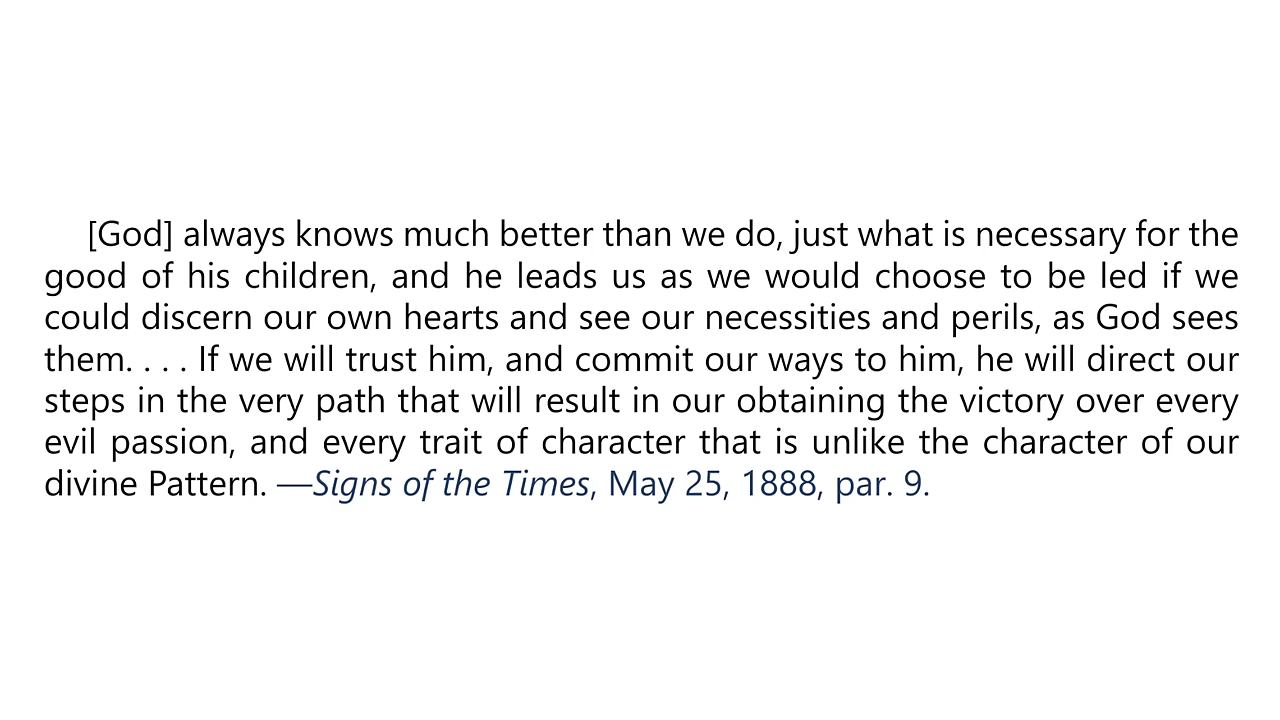 [God] always knows much better than we do, just what is necessary for the
good of his children, and he leads us as we would choose to be led if we
could discern our own hearts and see our necessities and perils, as God sees
them. . . . If we will trust him, and commit our ways to him, he will direct our
steps in the very path that will result in our obtaining the victory over every
evil passion, and every trait of character that is unlike the character of our
divine Pattern. —Signs of the Times, May 25, 1888, par. 9.